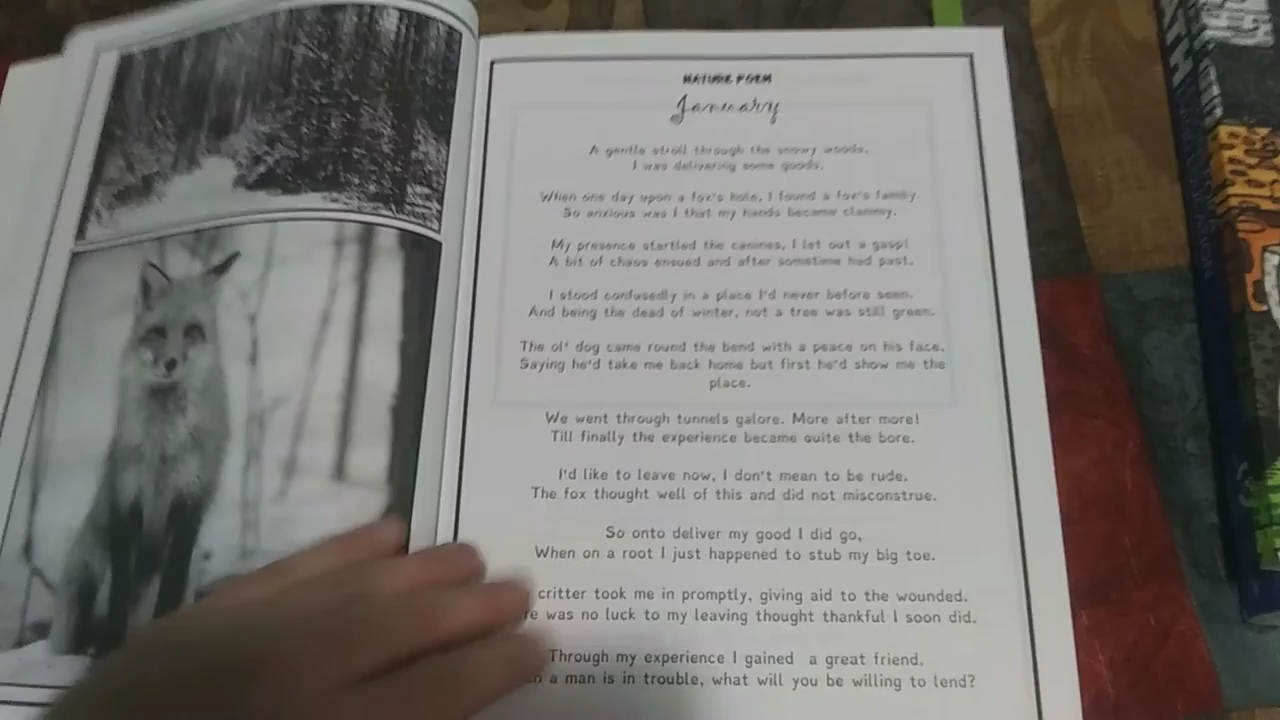 NATURE POEM
January
A gentle stroll through the snowy woods,
I was delivering some goods.
When one day upon a fox's hole, I found a fox's family.
So anxious was I that my hands became clammy.
My presence startled the canines, I let out a gasp!
A bit of chaos ensued and after sometime had past.
I stood confusedly in a place I'd never before seen.
And being the dead of winter, not a tree was still green.
The ol' dog came round the bend with a peace on his face.
Saying he'd take me back home but first he'd show me the
place.
We went through tunnels galore. More after more!
Till finally the experience became quite the bore.
I'd like to leave now, I don't mean to be rude.
The fox thought well of this and did not misconstrue.
So onto deliver my good I did go,
When on a root I just happened to stub my big toe.
critter took me in promptly, giving aid to the wounded.
was no luck to my leaving thought thankful I soon did.
Through my experience I gained a great friend.
a man is in trouble, what will you be willing to lend?